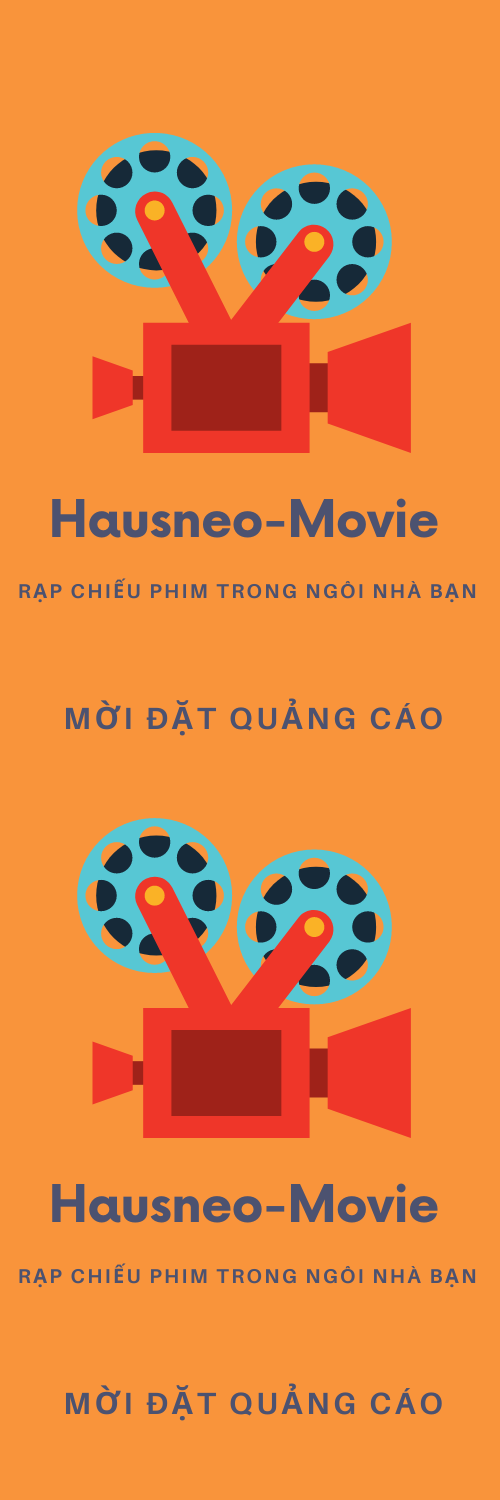 Hausneo-Movie
RẠP CHIẾU PHIM TRONG NGÔI NHÀ BẠN
MỜI ĐẶT QUẢNG CÁO
Hausneo-Movie
RẠP CHIẾU PHIM TRONG NGÔI NHÀ BẠN
MỜI ĐẶT QUẢNG CÁO